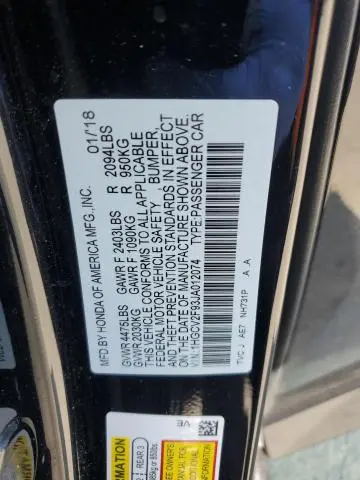 MFD. BY HONDA OF AMERICA MFG., INC. 01/18
GVWR 4475LBS GAWR F 2403LBS R 2094LBS
GVWR 2030KG GAWR F 1090KG R 950KG
THIS VEHICLE CONFORMS TO ALL APPLICABLE
FEDERAL MOTOR VEHICLE SAFETY, BUMPER,
AND THEFT PREVENTION STANDARDS IN EFFECT
ON THE DATE OF MANUFACTURE SHOWN ABOVE.
V.I.N.:1HGCV2F93JA012074 TYPE:PASSENGER CAR
TVC J AE7 NH731P A A
REAR 3